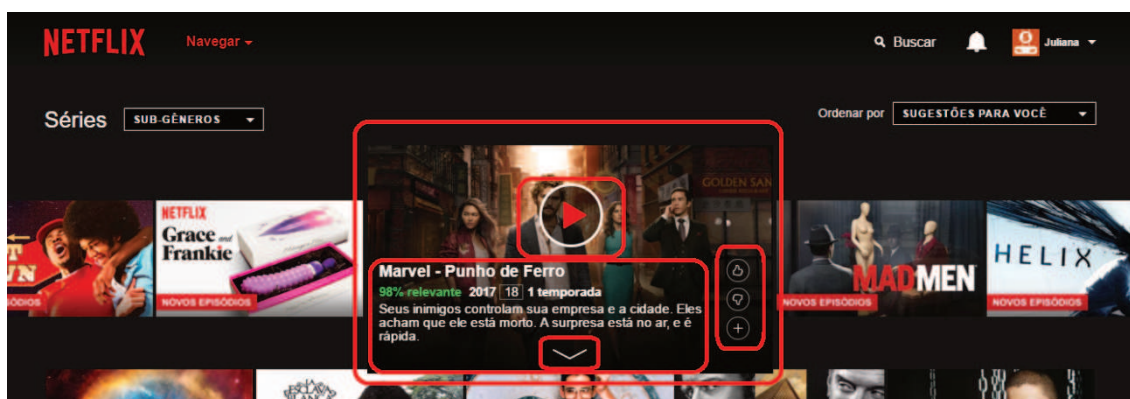 NETFLIX
Navegar
Buscar
Juliana
Séries
SUB-GÊNEROS
Ordenar por
SUGESTÕES PARA VOCÊ
GOLDEN SAN
NETFLIX
Grace and
Frankie
NOVOS EPISÓDIOS
Marvel - Punho de Ferro
98% relevante 2017 18 1 temporada
Seus inimigos controlam sua empresa e a cidade. Eles
acham que ele está morto. A surpresa está no ar, e é
rápida.
MADMEN
NOVOS EPISÓDIOS
HELIX
NOVOS EPISÓDIOS